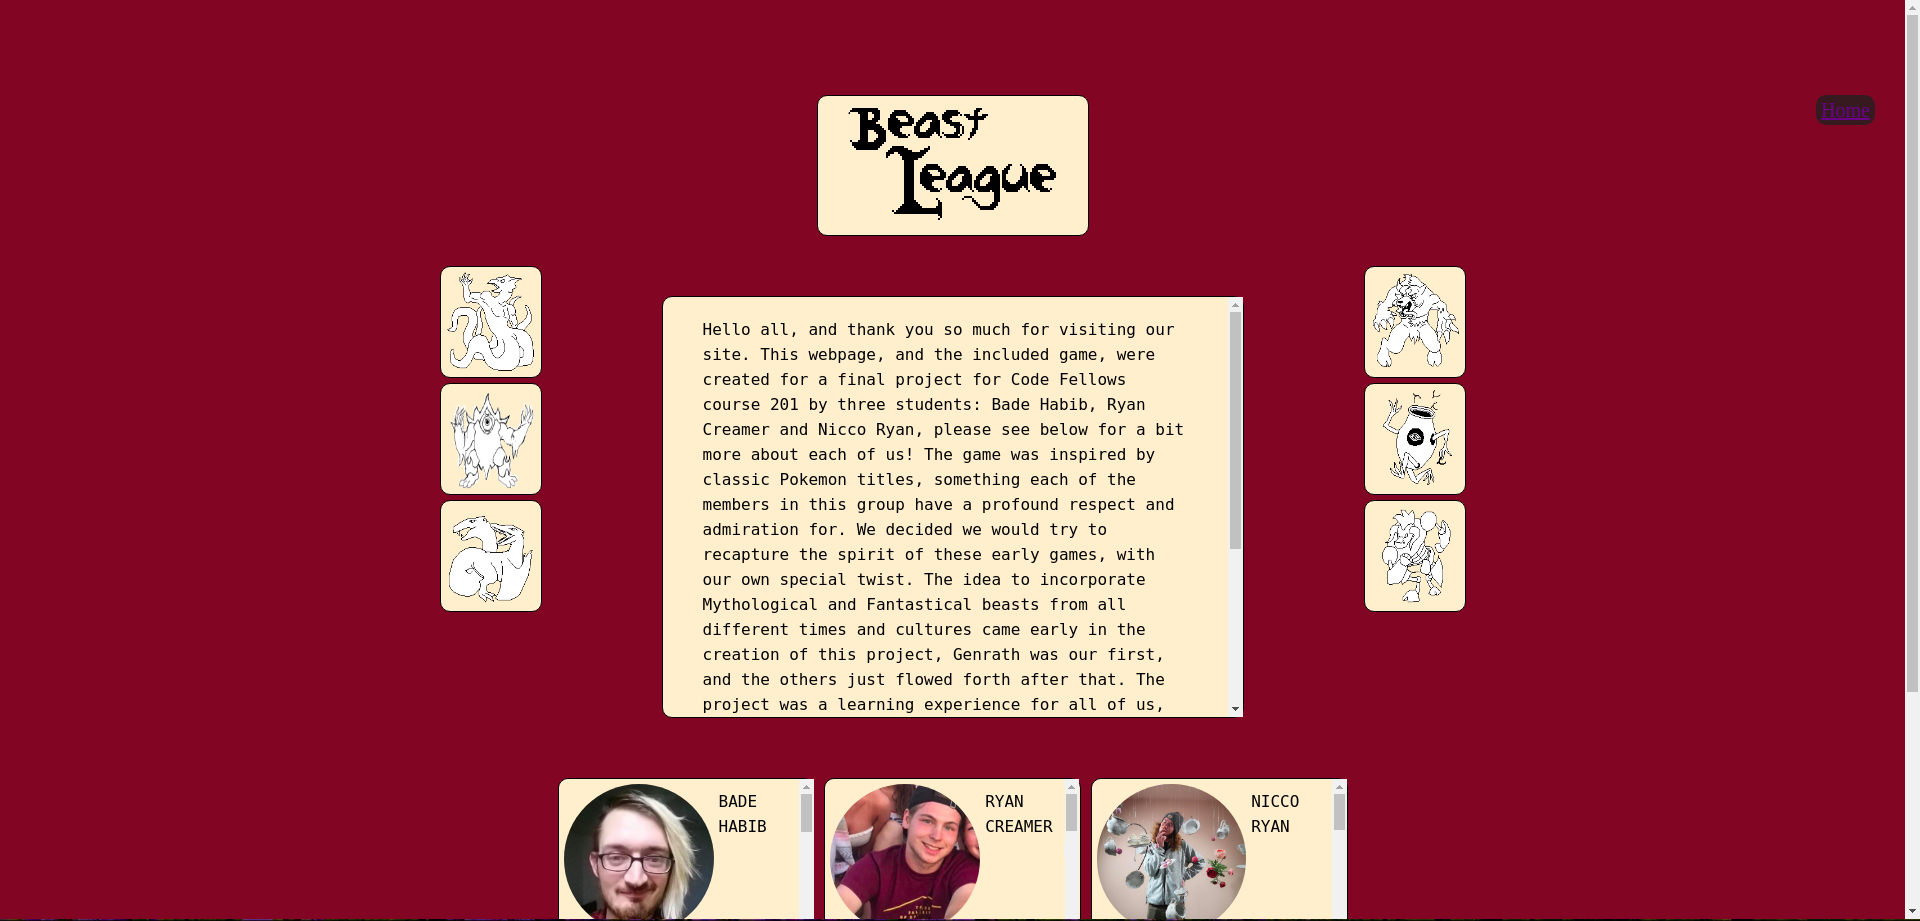 Beast
League
Home
Hello all, and thank you so much for visiting our
site. This webpage, and the included game, were
created for a final project for Code Fellows
course 201 by three students: Bade Habib, Ryan
Creamer and Nicco Ryan, please see below for a bit
more about each of us! The game was inspired by
classic Pokemon titles, something each of the
members in this group have a profound respect and
admiration for. We decided we would try to
recapture the spirit of these early games, with
our own special twist. The idea to incorporate
Mythological and Fantastical beasts from all
different times and cultures came early in the
creation of this project, Genrath was our first,
and the others just flowed forth after that. The
project was a learning experience for all of us,
BADE
HABIB
RYAN
CREAMER
NICCO
RYAN